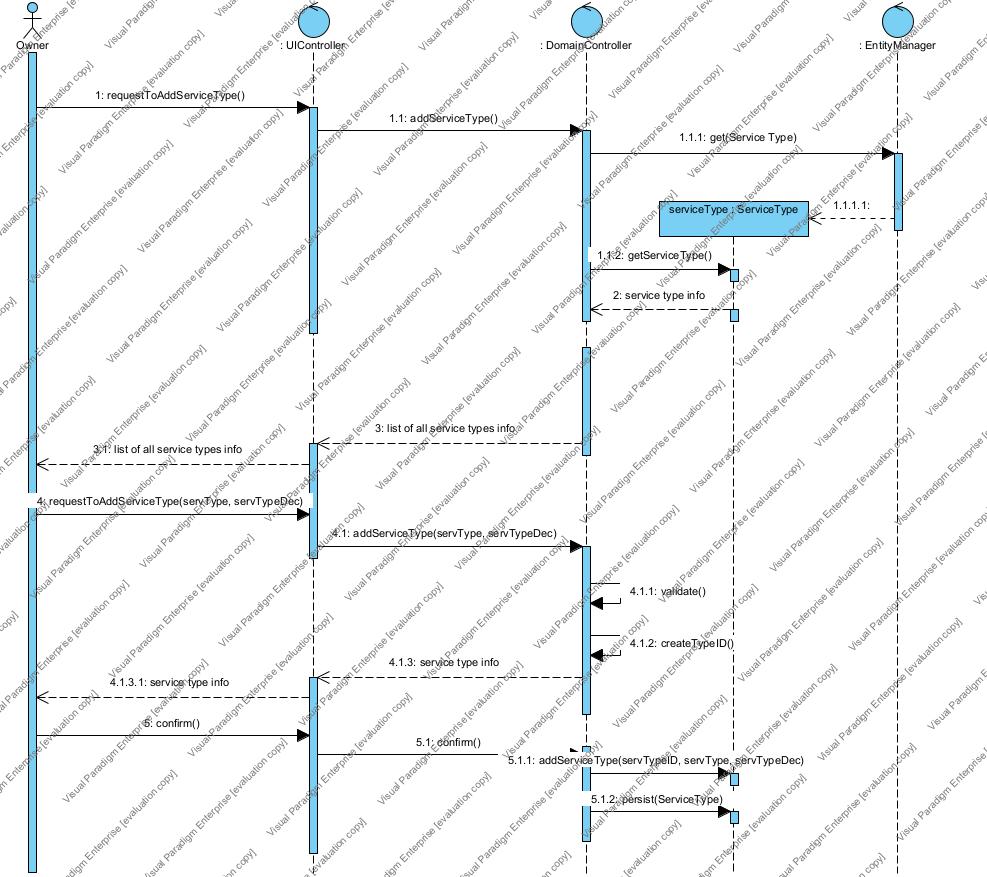 Owner
: UIController
: DomainController
: EntityManager
1: requestToAddServiceType()
1.1: addServiceType()
1.1.1: get(Service Type)
serviceType : ServiceType
1.1.1.1:
1.1.2: getServiceType()
2: service type info
3: list of all service types info
3.1: list of all service types info
4: requestToAddServiceType(servType, servTypeDec)
4.1: addServiceType(servType, servTypeDec)
4.1.1: validate()
4.1.2: createTypeID()
4.1.3: service type info
4.1.3.1: service type info
5: confirm()
5.1: confirm()
5.1.1: addServiceType(servTypeID, servType, servTypeDec)
5.1.2: persist(ServiceType)
Visual Paradigm Enterprise [evaluation copy]